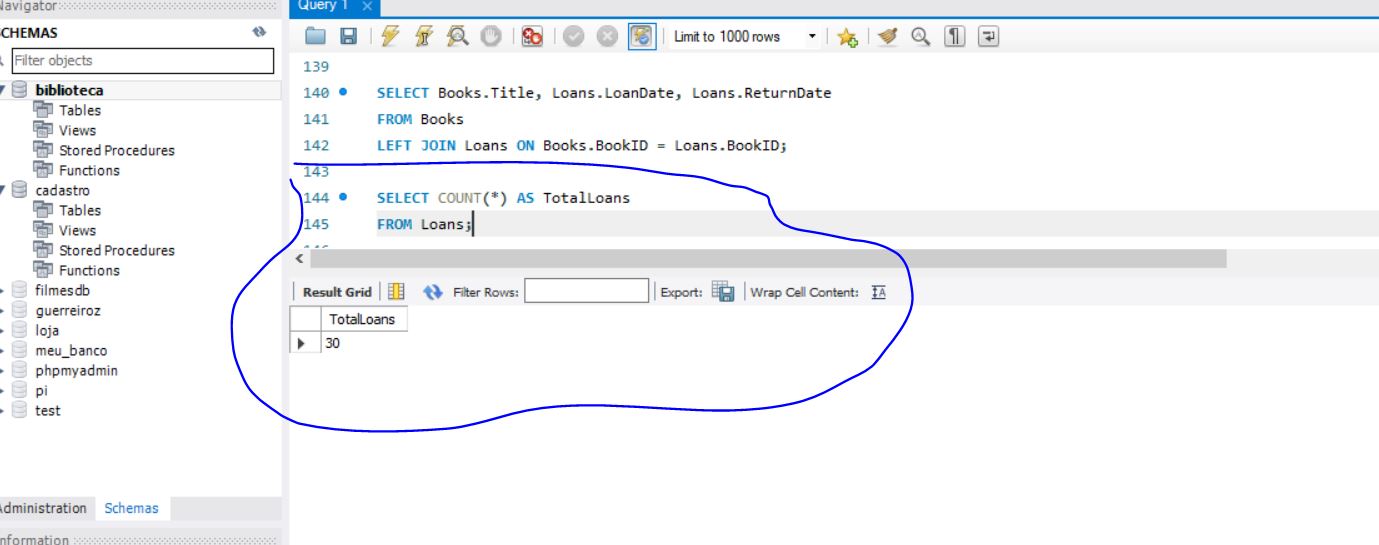 Navigator
Query 1
SCHEMAS
Filter objects
biblioteca
Tables
Views
Stored Procedures
Functions
cadastro
Tables
Views
Stored Procedures
Functions
filmesdb
guerreiroz
loja
meu_banco
phpmyadmin
pi
test
Administration Schemas
Information
Limit to 1000 rows
139
140 SELECT Books.Title, Loans.LoanDate, Loans.ReturnDate
141 FROM Books
142 LEFT JOIN Loans ON Books.BookID = Loans.BookID;
143
144 SELECT COUNT(*) AS TotalLoans
145 FROM Loans;
Result Grid Filter Rows: Export: Wrap Cell Content:
TotalLoans
30